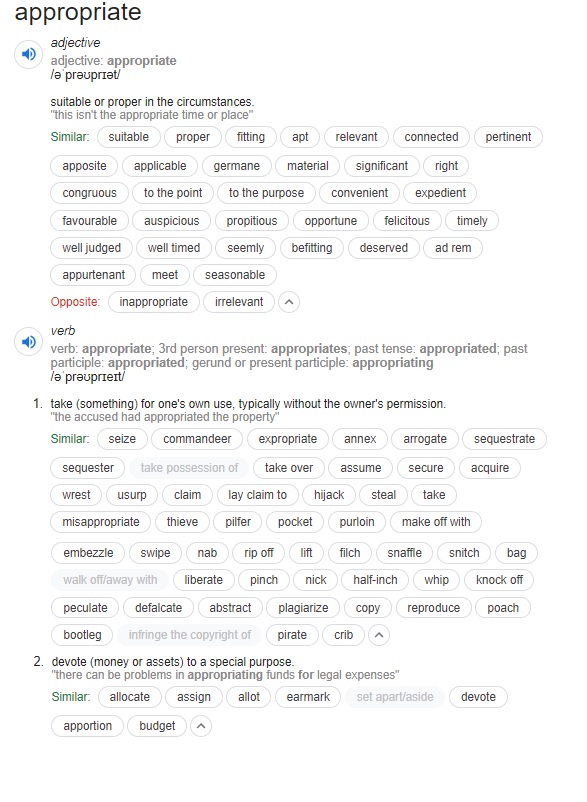 appropriate
adjective
adjective: appropriate
/əˈprəʊprɪət/
suitable or proper in the circumstances.
"this isn't the appropriate time or place"
Similar: suitable proper fitting apt relevant connected pertinent
apposite applicable germane material significant right
congruous to the point to the purpose convenient expedient
favourable auspicious propitious opportune felicitous timely
well judged well timed seemly befitting deserved ad rem
appurtenant meet seasonable
Opposite: inappropriate irrelevant
verb
verb: appropriate; 3rd person present: appropriates; past tense: appropriated; past
participle: appropriated; gerund or present participle: appropriating
/əˈprəʊprɪeɪt/
1. take (something) for one's own use, typically without the owner's permission.
"the accused had appropriated the property"
Similar: seize commandeer expropriate annex arrogate sequestrate
sequester take possession of take over assume secure acquire
wrest usurp claim lay claim to hijack steal take
misappropriate thieve pilfer pocket purloin make off with
embezzle swipe nab rip off lift filch snaffle snitch bag
walk off/away with liberate pinch nick half-inch whip knock off
peculate defalcate abstract plagiarize copy reproduce poach
bootleg infringe the copyright of pirate crib
2. devote (money or assets) to a special purpose.
"there can be problems in appropriating funds for legal expenses"
Similar: allocate assign allot earmark set apart/aside devote
apportion budget